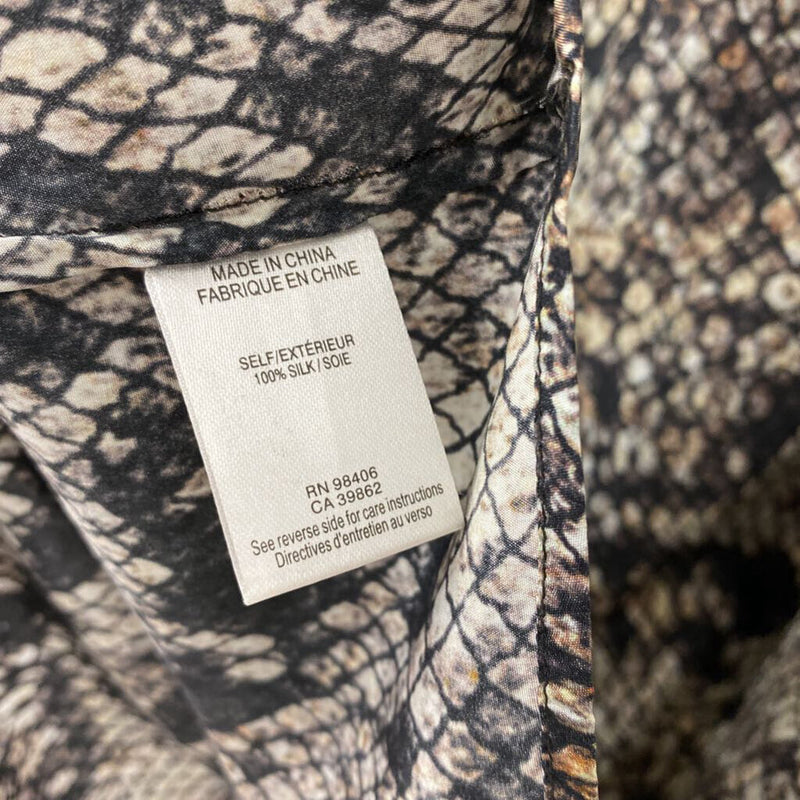 MADE IN CHINA
FABRIQUE EN CHINE
SELF/EXTÉRIEUR
100% SILK / SOIE
RN 98406
CA 39862
See reverse side for care instructions
Directives d'entretien au verso